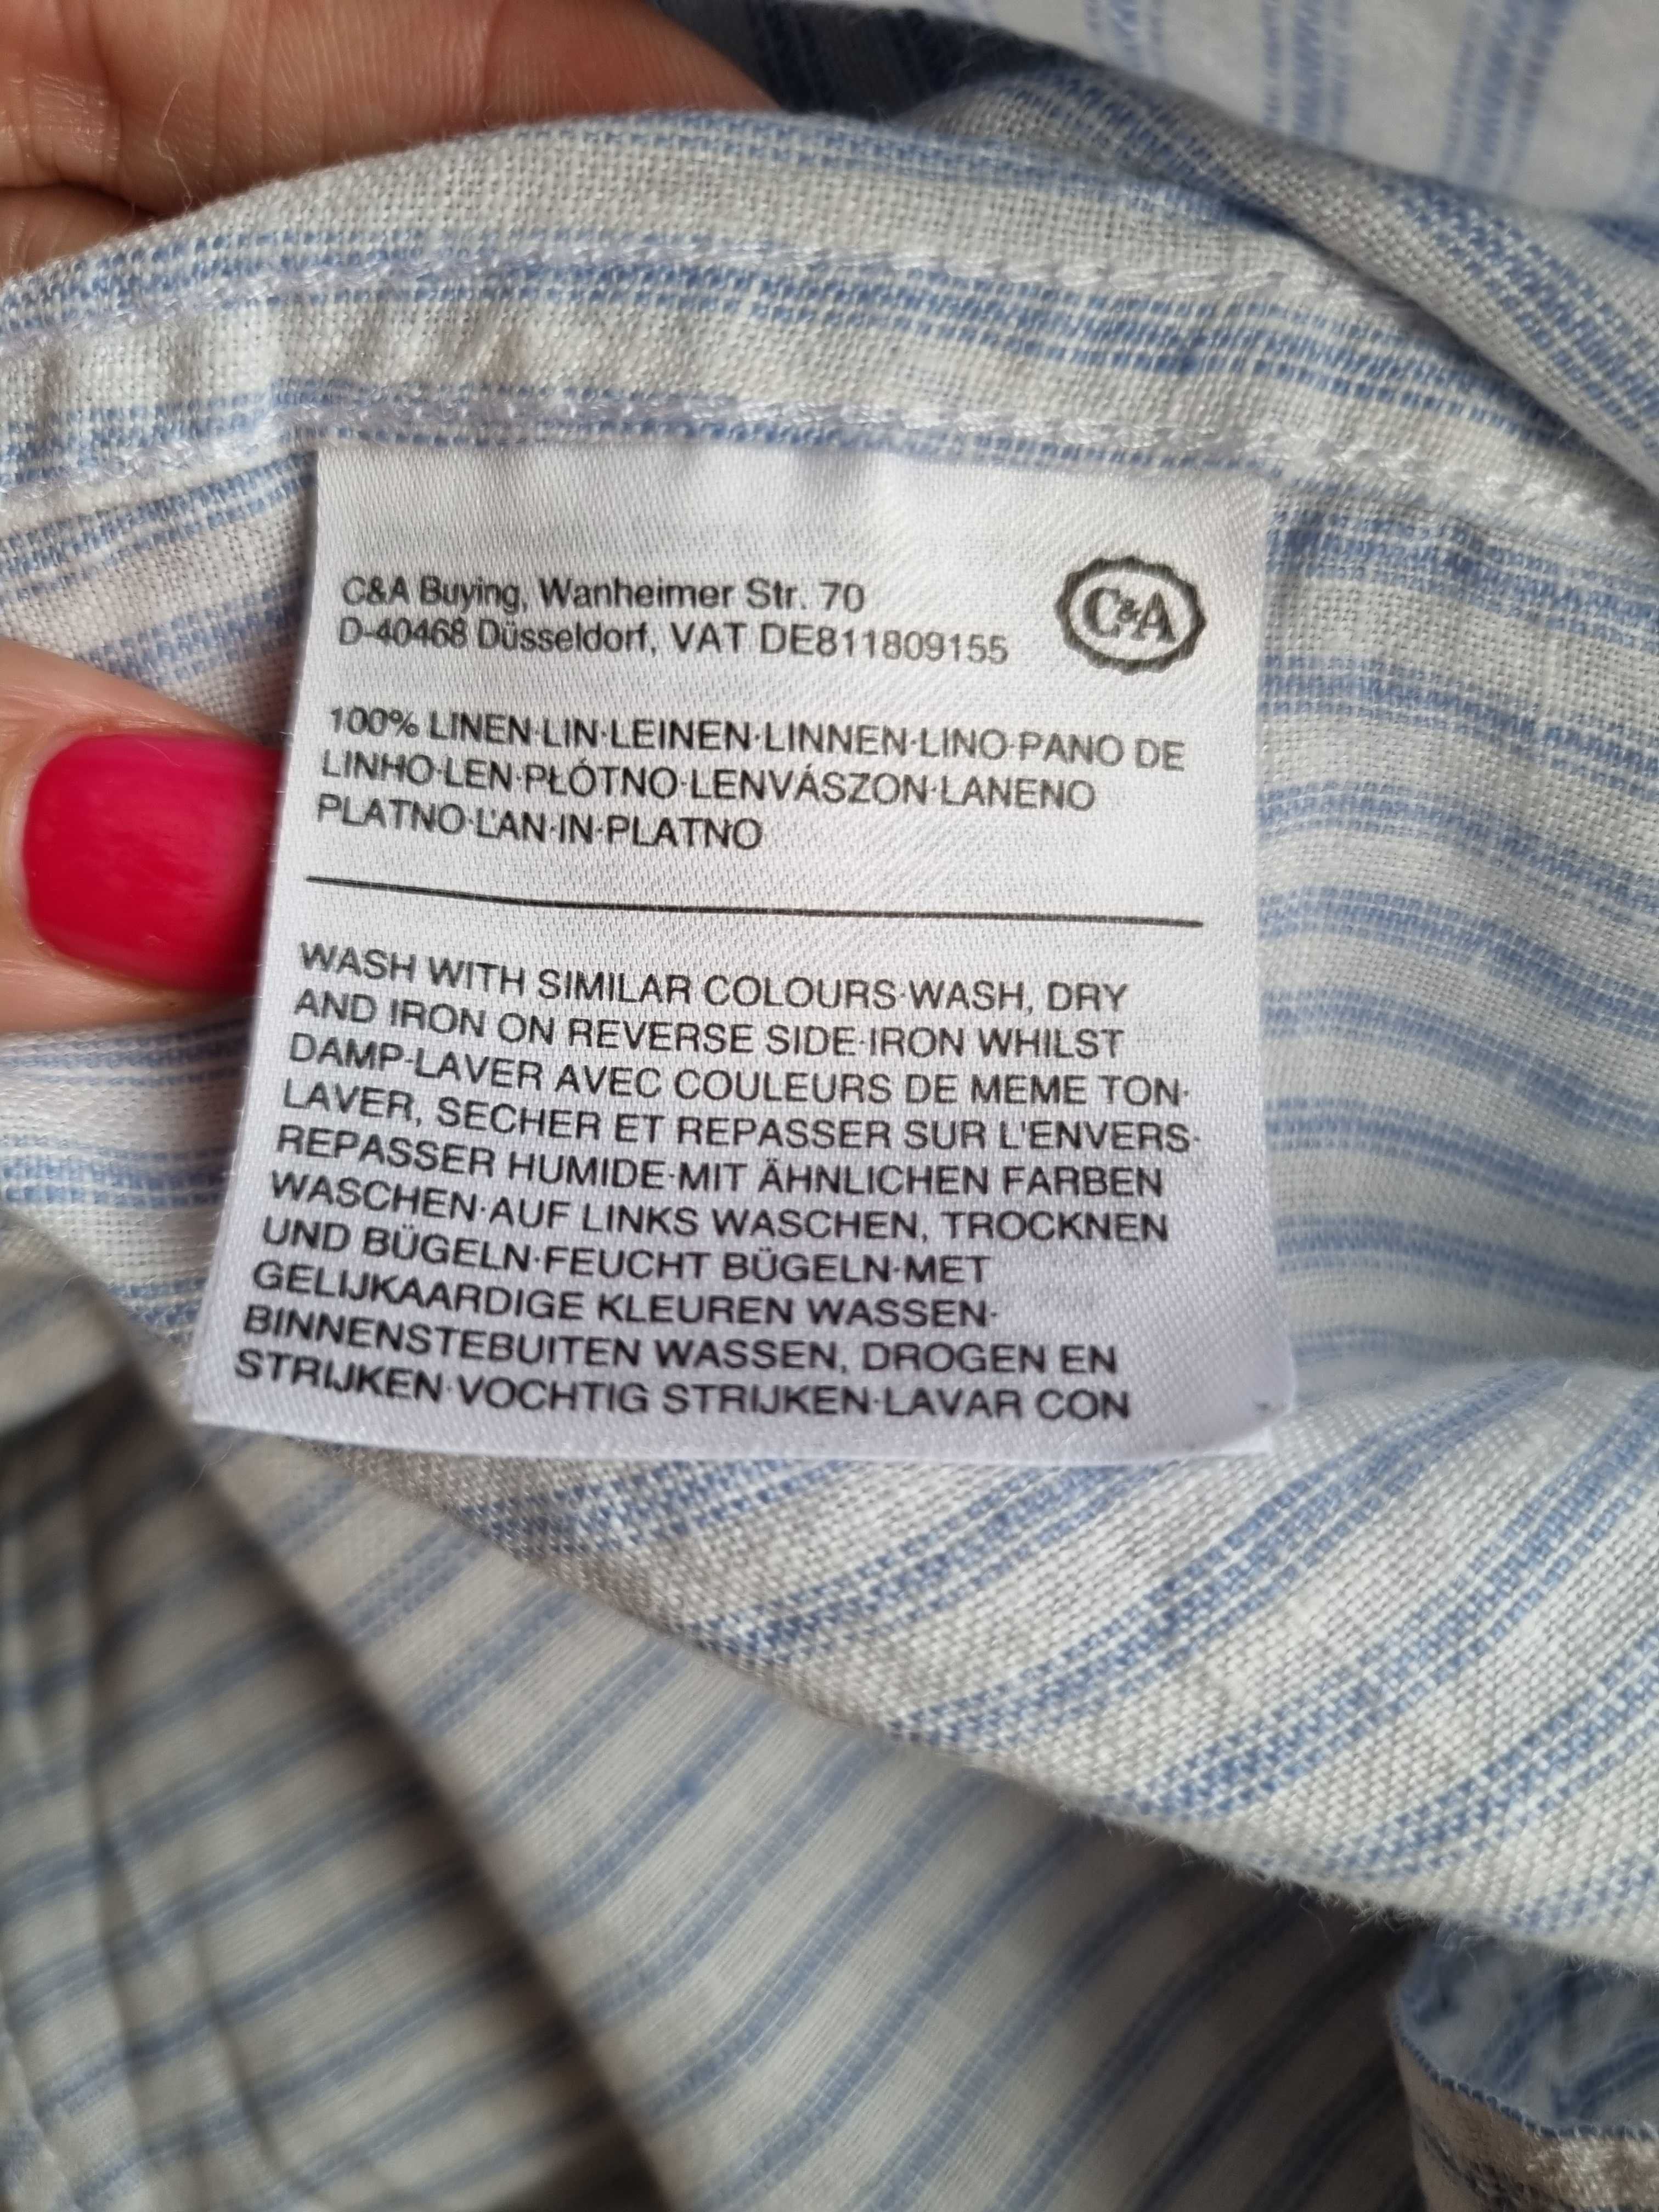 C&A Buying, Wanheimer Str. 70
D-40468 Düsseldorf, VAT DE811809155
C&A
100% LINEN·LIN·LEINEN·LINNEN·LINO·PANO DE
LINHO·LEN·PŁÓTNO·LENVÁSZON·LANENO
PLATNO·ĽAN·IN·PLATNO
WASH WITH SIMILAR COLOURS·WASH, DRY
AND IRON ON REVERSE SIDE·IRON WHILST
DAMP·LAVER AVEC COULEURS DE MEME TON·
LAVER, SECHER ET REPASSER SUR L'ENVERS·
REPASSER HUMIDE·MIT ÄHNLICHEN FARBEN
WASCHEN·AUF LINKS WASCHEN, TROCKNEN
UND BÜGELN·FEUCHT BÜGELN·MET
GELIJKAARDIGE KLEUREN WASSEN·
BINNENSTEBUITEN WASSEN, DROGEN EN
STRIJKEN·VOCHTIG STRIJKEN·LAVAR CON